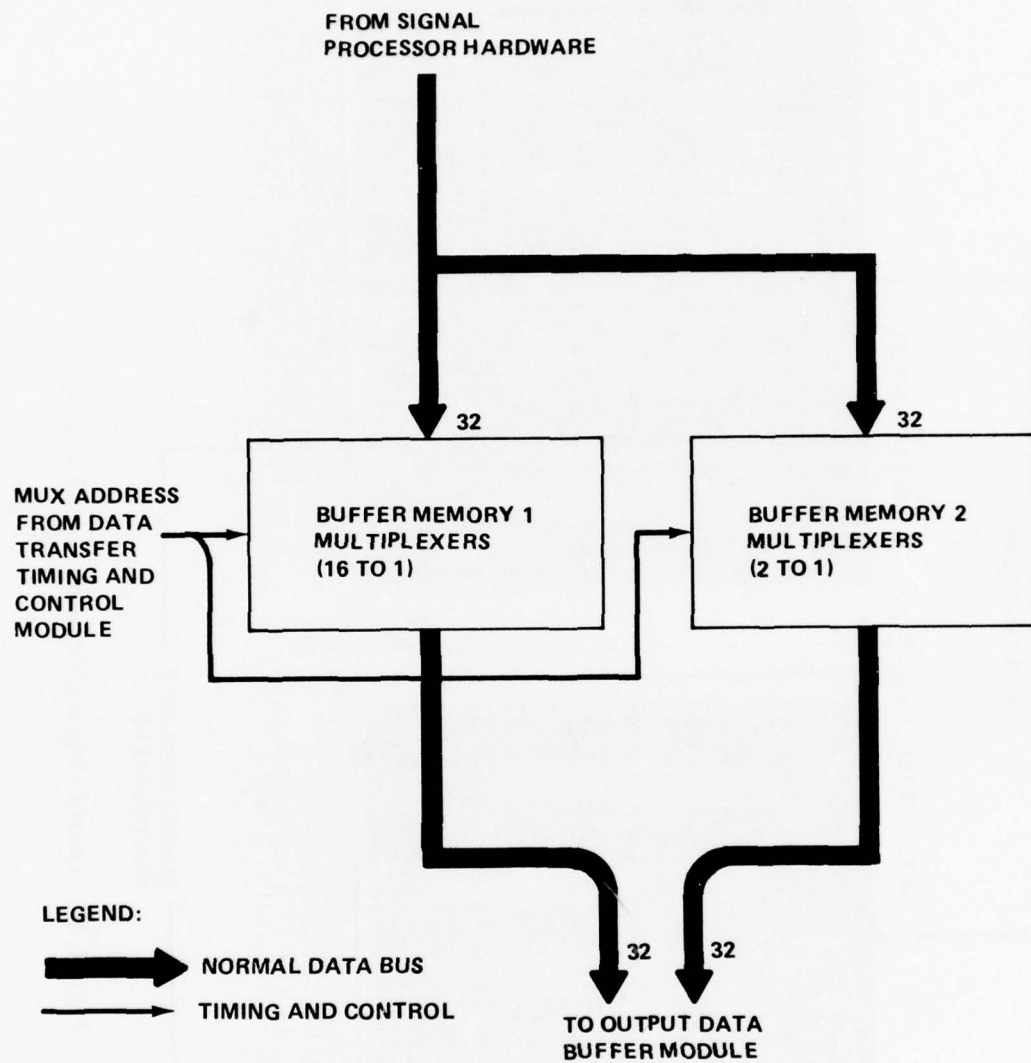 FROM SIGNAL
PROCESSOR HARDWARE
32
32
MUX ADDRESS
FROM DATA
TRANSFER
TIMING AND
CONTROL
MODULE
BUFFER MEMORY 1
MULTIPLEXERS
(16 TO 1)
BUFFER MEMORY 2
MULTIPLEXERS
(2 TO 1)
LEGEND:
NORMAL DATA BUS
TIMING AND CONTROL
32
32
TO OUTPUT DATA
BUFFER MODULE